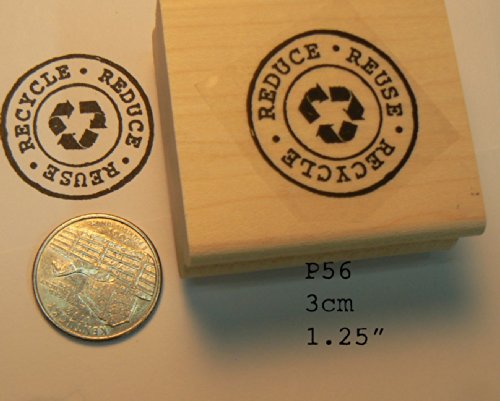 RECYCLE • REDUCE • REUSE •
REDUCE • REUSE • RECYCLE •
P56
3cm
1.25"